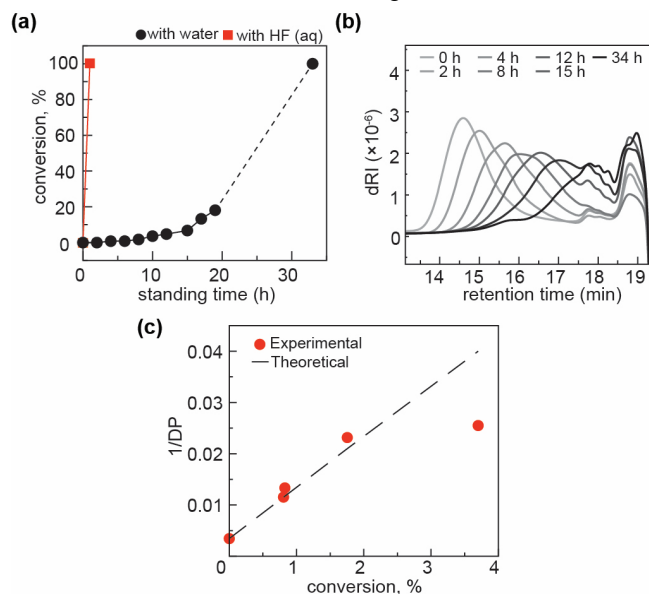 (a)
with water
with HF (aq)
100
80
60
40
20
0
conversion, %
0
10
20
30
standing time (h)
(b)
0 h
4 h
12 h
34 h
2 h
8 h
15 h
4
3
2
1
0
dRI (×10⁻⁶)
14
15
16
17
18
19
retention time (min)
(c)
Experimental
Theoretical
0.04
0.03
0.02
0.01
0
1/DP
0
1
2
3
4
conversion, %